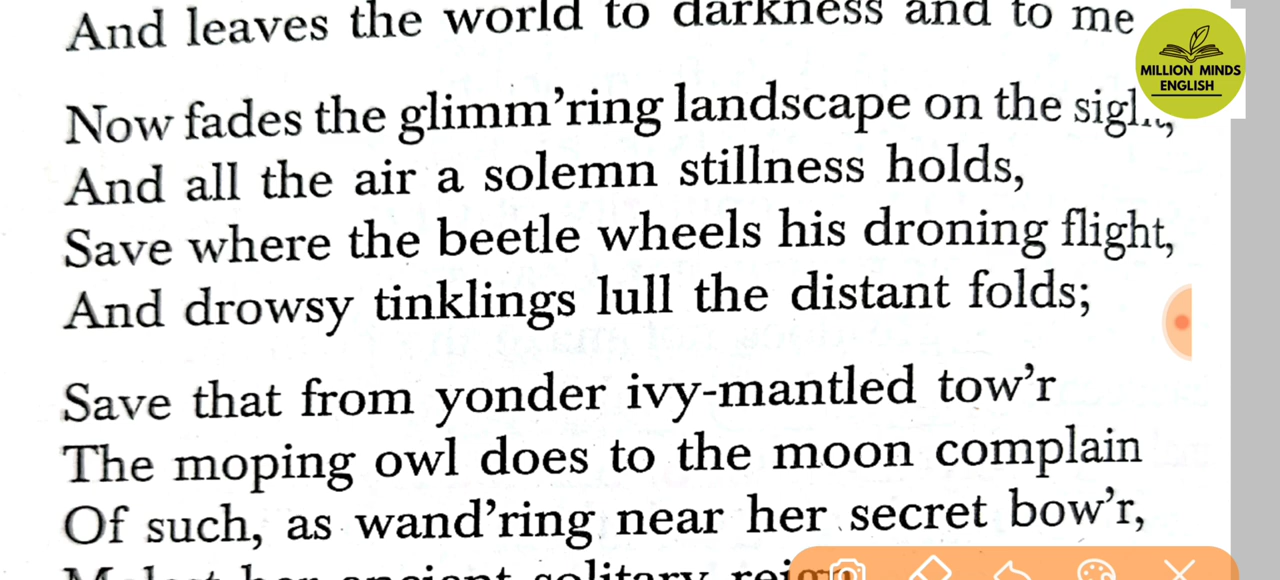 And leaves the world to darkness and to me
MILLION MINDS
ENGLISH
Now fades the glimm'ring landscape on the
And all the air a solemn stillness holds,
Save where the beetle wheels his droning flight,
And drowsy tinklings lull the distant folds;
Save that from yonder ivy-mantled tow'r
The moping owl does to the moon complain
Of such, as wand'ring near her secret bow'r,
her ancient solitary